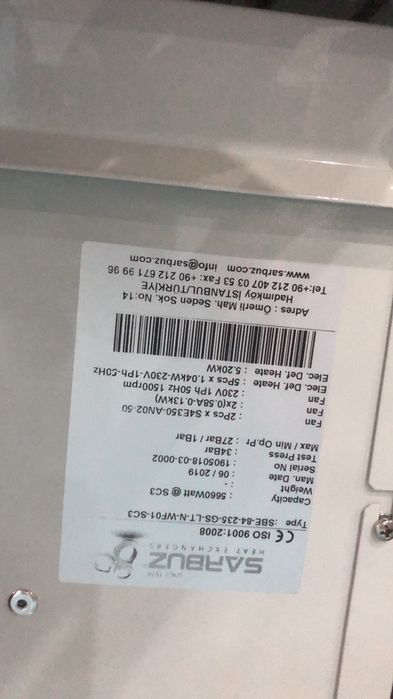 SINCE 1974
SARBUZ
HEAT EXCHANGERS
CE ISO 9001:2008
Type :SBE-84-235-GS-LT-N-WF01-SC3
Capacity : 5660Watt @ SC3
Weight : -
Man. Date : 06 / 2019
Serial No : 1905018-03-0002
Test Press : 34Bar
Max / Min Op.Pr : 27Bar / 1Bar
Fan : 2Pcs x S4E350-AN02-50
Fan : 2x(0.58A-0.13kW)
Fan : 230V 1Ph 50Hz 1500rpm
Elec. Def. Heate : 5Pcs x 1.04kW-230V-1Ph-50Hz
Elec. Def. Heate : 5.20kW
Adres : Ömerli Mah. Seden Sok. No:14
Hadımköy İSTANBUL/TÜRKİYE
Tel:+90 212 407 03 53 Fax: +90 212 671 99 96
www.sarbuz.com info@sarbuz.com